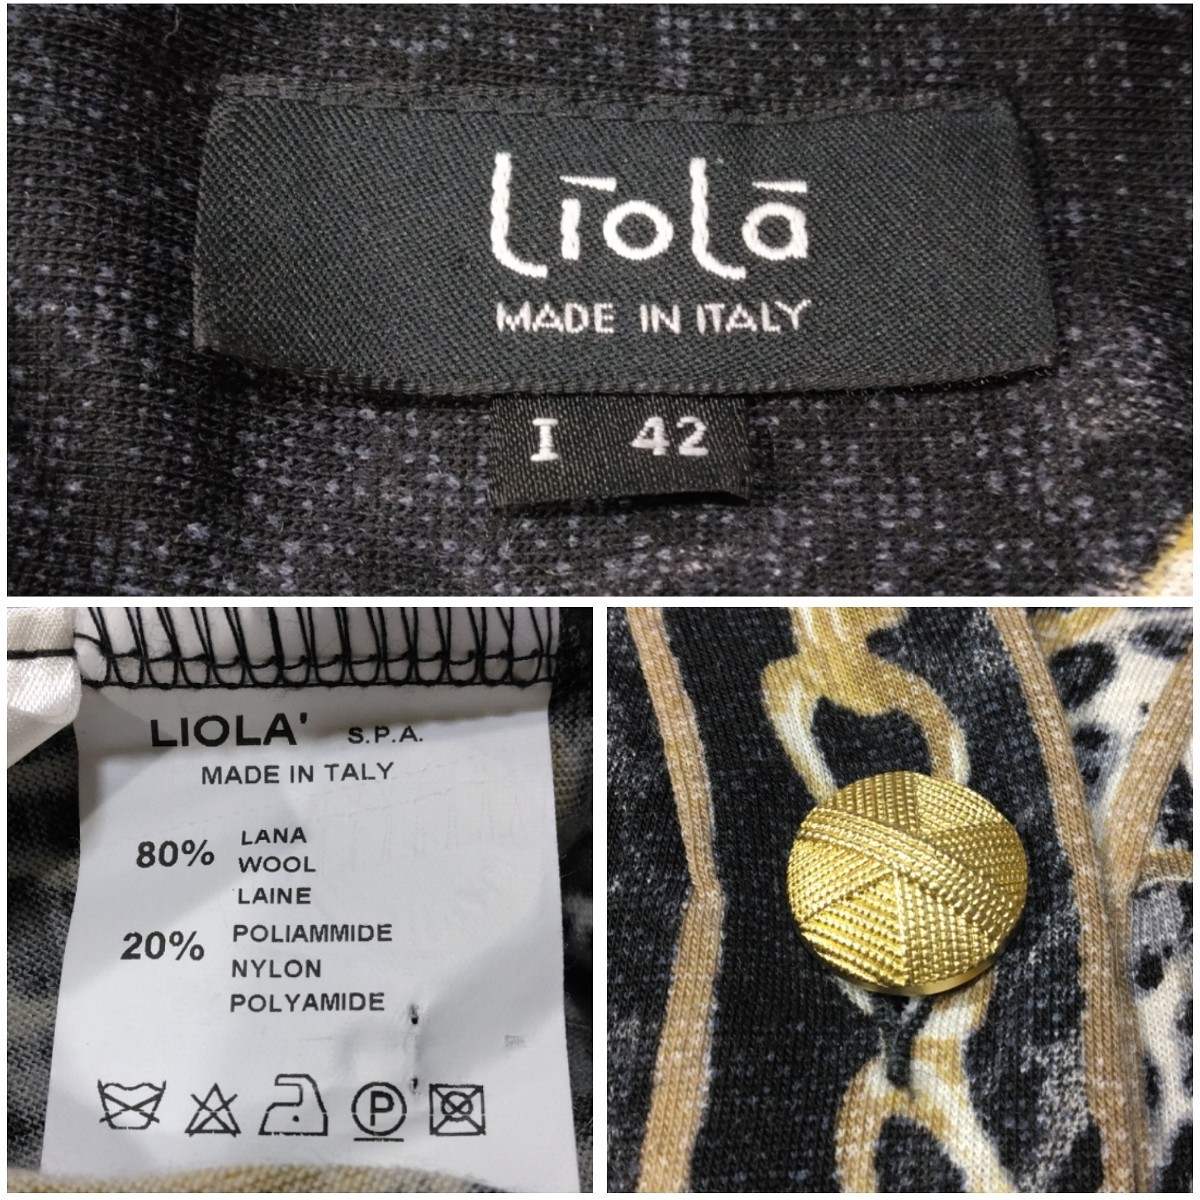 Liolā
MADE IN ITALY
I 42
LIOLA' S.P.A.
MADE IN TALY
80% LANA
WOOL
LAINE
20% POLIAMMIDE
NYLON
POLYAMIDE
P